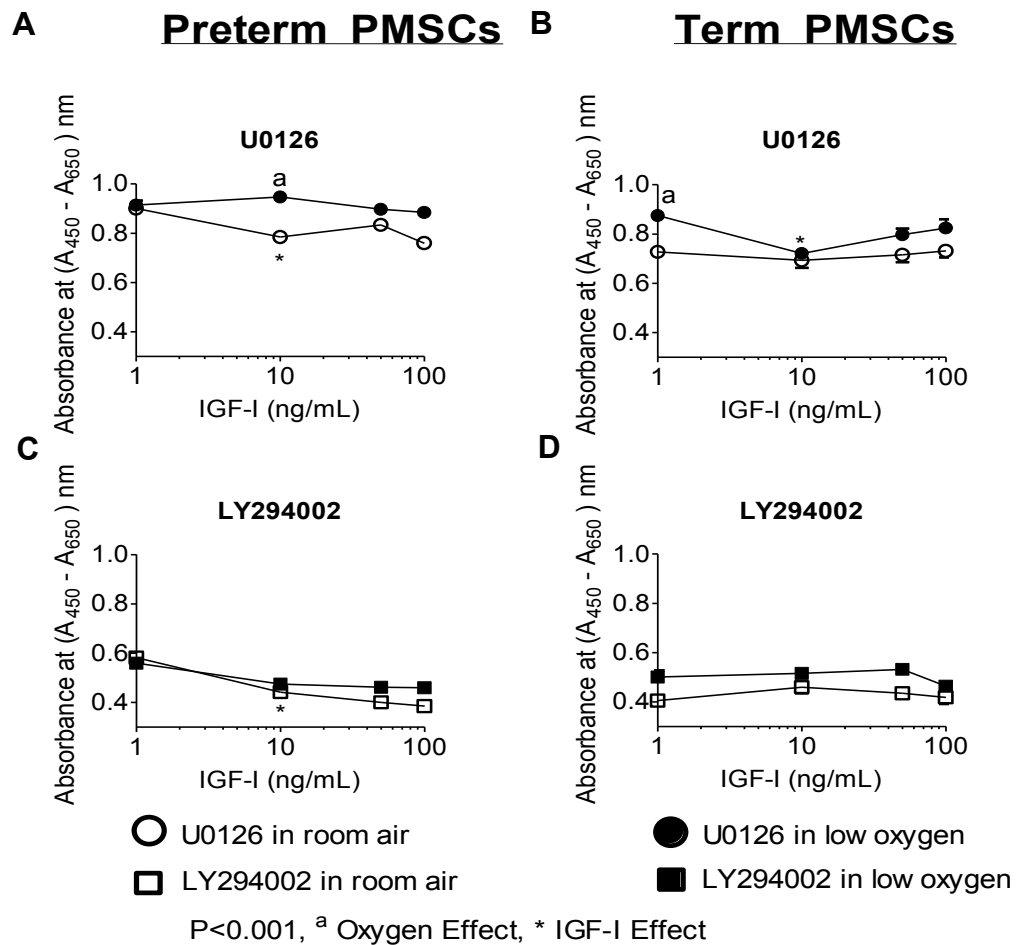 A Preterm PMSCs B Term PMSCs
U0126
Absorbance at (A450 - A650) nm
1.0
0.8
0.6
0.4
a
*
1 10 100
IGF-I (ng/mL)
U0126
Absorbance at (A450 - A650) nm
1.0
0.8
0.6
0.4
a
*
1 10 100
IGF-I (ng/mL)
C
LY294002
Absorbance at (A450 - A650) nm
1.0
0.8
0.6
0.4
*
1 10 100
IGF-I (ng/mL)
D
LY294002
Absorbance at (A450 - A650) nm
1.0
0.8
0.6
0.4
1 10 100
IGF-I (ng/mL)
U0126 in room air
U0126 in low oxygen
LY294002 in room air
LY294002 in low oxygen
P<0.001, a Oxygen Effect, * IGF-I Effect